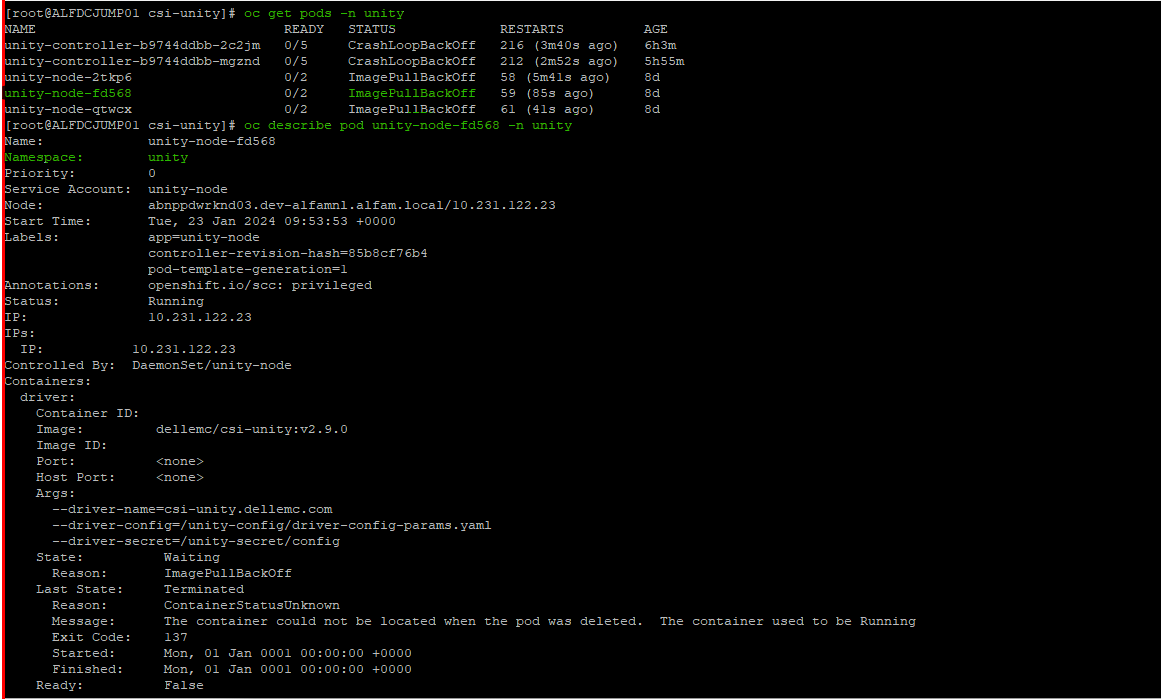 [root@ALFDCJUMP01 csi-unity]# oc get pods -n unity
NAME READY STATUS RESTARTS AGE
unity-controller-b9744ddbb-2c2jm 0/5 CrashLoopBackOff 216 (3m40s ago) 6h3m
unity-controller-b9744ddbb-mgznd 0/5 CrashLoopBackOff 212 (2m52s ago) 5h55m
unity-node-2tkp6 0/2 ImagePullBackOff 58 (5m41s ago) 8d
unity-node-fd568 0/2 ImagePullBackOff 59 (85s ago) 8d
unity-node-qtwcx 0/2 ImagePullBackOff 61 (41s ago) 8d
[root@ALFDCJUMP01 csi-unity]# oc describe pod unity-node-fd568 -n unity
Name: unity-node-fd568
Namespace: unity
Priority: 0
Service Account: unity-node
Node: abnppdwrknd03.dev-alfamnl.alfam.local/10.231.122.23
Start Time: Tue, 23 Jan 2024 09:53:53 +0000
Labels: app=unity-node
controller-revision-hash=85b8cf76b4
pod-template-generation=1
Annotations: openshift.io/scc: privileged
Status: Running
IP: 10.231.122.23
IPs:
IP: 10.231.122.23
Controlled By: DaemonSet/unity-node
Containers:
driver:
Container ID:
Image: dellemc/csi-unity:v2.9.0
Image ID:
Port: <none>
Host Port: <none>
Args:
--driver-name=csi-unity.dellemc.com
--driver-config=/unity-config/driver-config-params.yaml
--driver-secret=/unity-secret/config
State: Waiting
Reason: ImagePullBackOff
Last State: Terminated
Reason: ContainerStatusUnknown
Message: The container could not be located when the pod was deleted. The container used to be Running
Exit Code: 137
Started: Mon, 01 Jan 0001 00:00:00 +0000
Finished: Mon, 01 Jan 0001 00:00:00 +0000
Ready: False